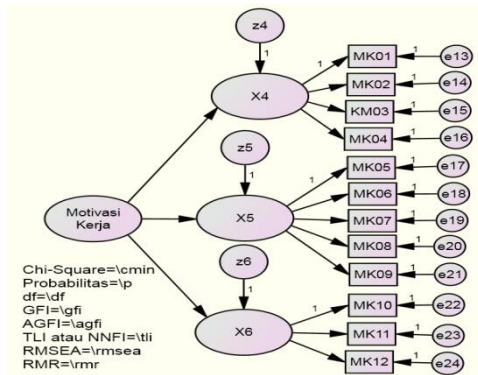 z4
1
X4
1
MK01
1
e13
MK02
1
e14
KM03
1
e15
MK04
1
e16
z5
1
X5
1
MK05
1
e17
MK06
1
e18
MK07
1
e19
MK08
1
e20
MK09
1
e21
Motivasi
Kerja
z6
1
X6
1
MK10
1
e22
MK11
1
e23
MK12
1
e24
Chi-Square=\cmin
Probabilitas=\p
df=\df
GFI=\gfi
AGFI=\agfi
TLI atau NNFI=\tli
RMSEA=\rmsea
RMR=\rmr